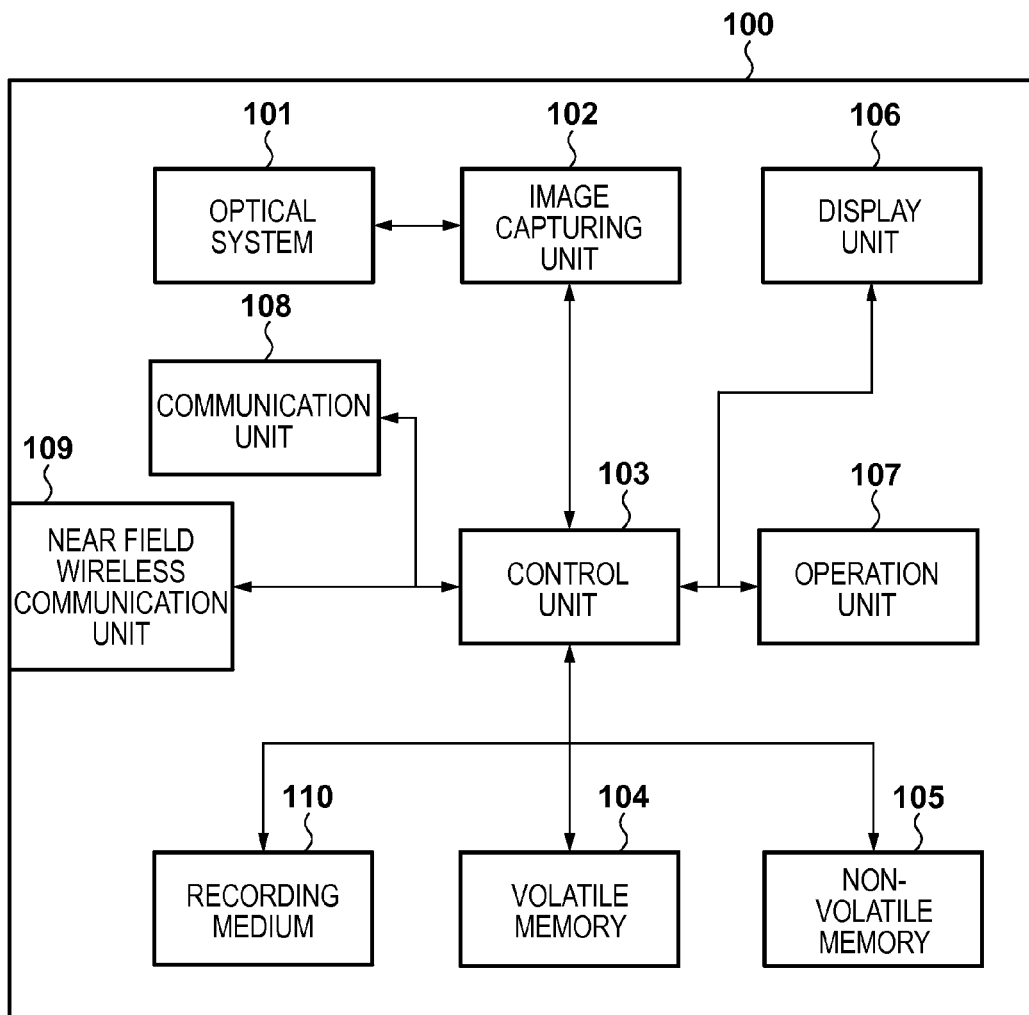 100
101
OPTICAL
SYSTEM
102
IMAGE
CAPTURING
UNIT
106
DISPLAY
UNIT
108
COMMUNICATION
UNIT
109
NEAR FIELD
WIRELESS
COMMUNICATION
UNIT
103
CONTROL
UNIT
107
OPERATION
UNIT
110
RECORDING
MEDIUM
104
VOLATILE
MEMORY
105
NON-
VOLATILE
MEMORY